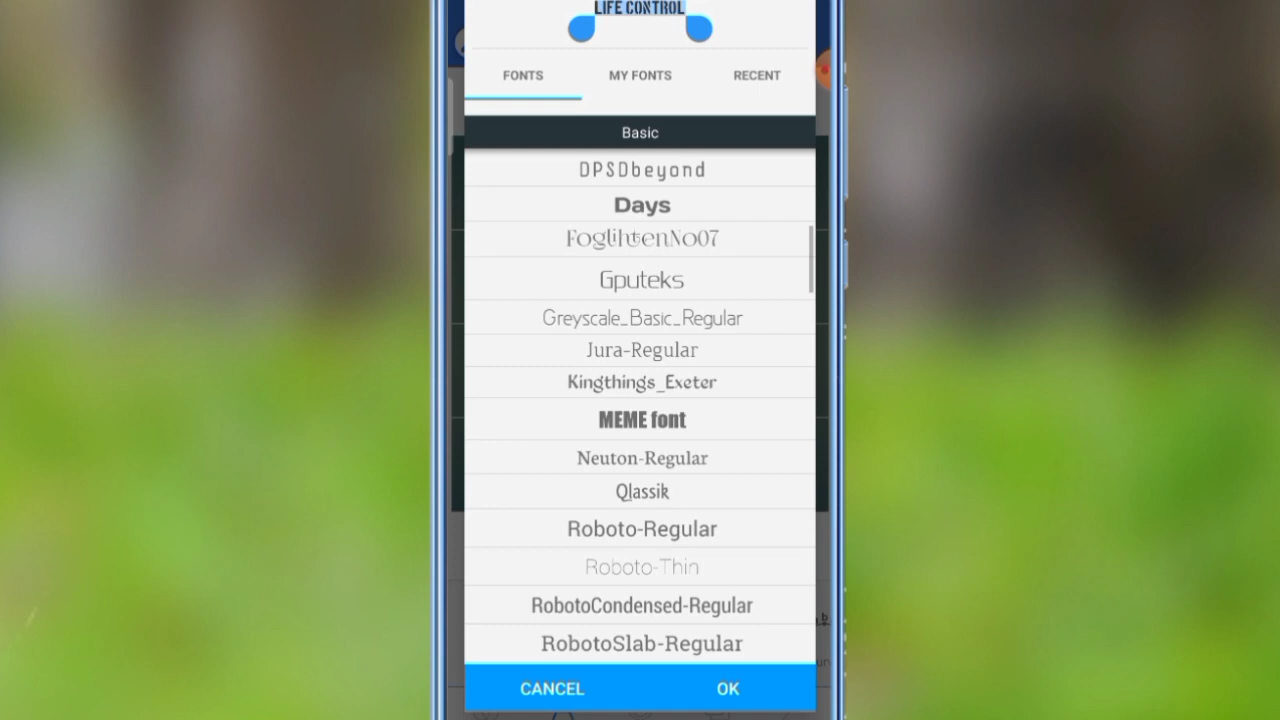 LIFE CONTROL
FONTS
MY FONTS
RECENT
Basic
DPSDbeyond
Days
FoglihtenNo07
Gputeks
Greyscale_Basic_Regular
Jura-Regular
Kingthings_Exeter
MEME font
Neuton-Regular
Qlassik
Roboto-Regular
Roboto-Thin
RobotoCondensed-Regular
RobotoSlab-Regular
CANCEL
OK